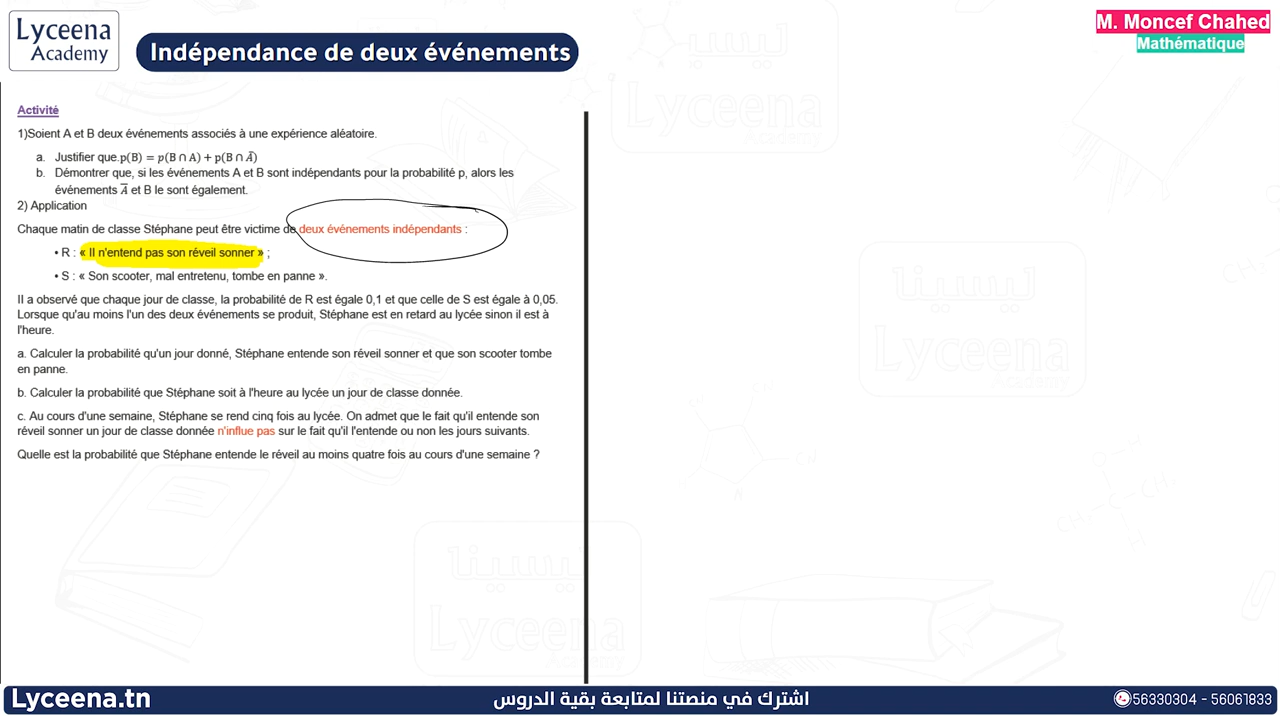 Lyceena
Academy
Indépendance de deux événements
M. Moncef Chahed
Mathématique
Activité
1)Soient A et B deux événements associés à une expérience aléatoire.
a. Justifier que.p(B) = p(B ∩ A) + p(B ∩ Ā)
b. Démontrer que, si les événements A et B sont indépendants pour la probabilité p, alors les
événements A̅ et B le sont également.
2) Application
Chaque matin de classe Stéphane peut être victime de deux événements indépendants :
• R : « Il n'entend pas son réveil sonner » ;
• S : « Son scooter, mal entretenu, tombe en panne ».
Il a observé que chaque jour de classe, la probabilité de R est égale 0,1 et que celle de S est égale à 0,05.
Lorsque qu'au moins l'un des deux événements se produit, Stéphane est en retard au lycée sinon il est à
l'heure.
a. Calculer la probabilité qu'un jour donné, Stéphane entende son réveil sonner et que son scooter tombe
en panne.
b. Calculer la probabilité que Stéphane soit à l'heure au lycée un jour de classe donnée.
c. Au cours d'une semaine, Stéphane se rend cinq fois au lycée. On admet que le fait qu'il entende son
réveil sonner un jour de classe donnée n'influe pas sur le fait qu'il l'entende ou non les jours suivants.
Quelle est la probabilité que Stéphane entende le réveil au moins quatre fois au cours d'une semaine ?
ليسينا
Lyceena
Academy
ليسينا
Lyceena
Academy
ليسينا
Lyceena
Academy
Lyceena.tn
اشترك في منصتنا لمتابعة بقية الدروس
56330304 - 56061833